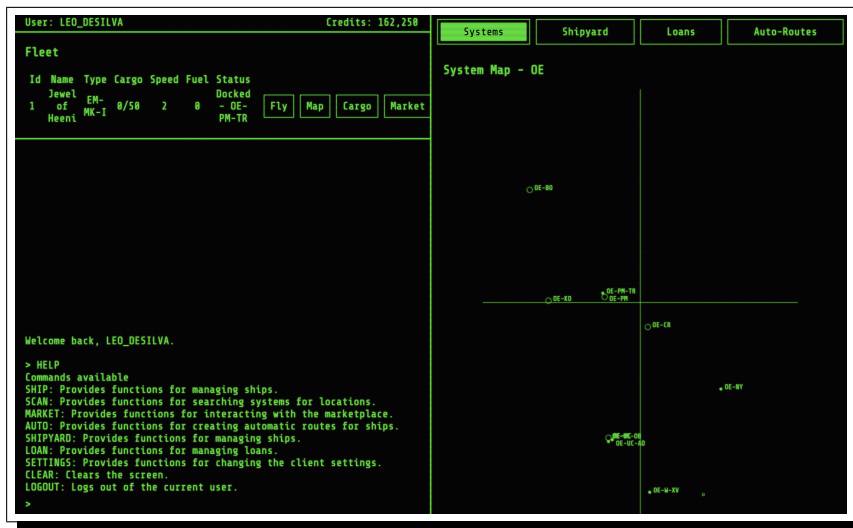 User: LEO_DESILVA
Credits: 162,250
Fleet
Id Name Type Cargo Speed Fuel Status
1 Jewel of Heeni EM-MK-I 0/50 2 0 Docked - OE-PM-TR Fly Map Cargo Market
Welcome back, LEO_DESILVA.
> HELP
Commands available
SHIP: Provides functions for managing ships.
SCAN: Provides functions for searching systems for locations.
MARKET: Provides functions for interacting with the marketplace.
AUTO: Provides functions for creating automatic routes for ships.
SHIPYARD: Provides functions for managing ships.
LOAN: Provides functions for managing loans.
SETTINGS: Provides functions for changing the client settings.
CLEAR: Clears the screen.
LOGOUT: Logs out of the current user.
>
Systems Shipyard Loans Auto-Routes
System Map - OE
OE-BO
OE-PM-TR
OE-PM
OE-KO
OE-CR
OE-NY
OE-UC-AD
OE-W-XV